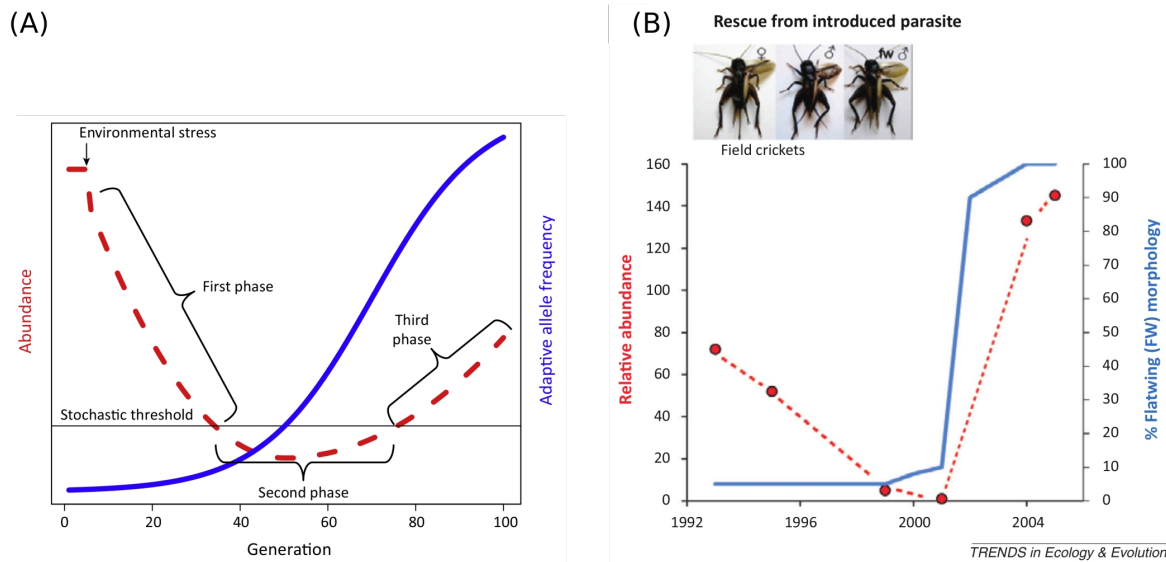 (A)
Environmental stress
First phase
Third
phase
Stochastic threshold
Second phase
Abundance
Adaptive allele frequency
0 20 40 60 80 100
Generation
(B)
Rescue from introduced parasite
♀ ♂ fw ♂
Field crickets
160
140
120
100
80
60
40
20
0
Relative abundance
100
90
80
70
60
50
40
30
20
10
0
% Flatwing (FW) morphology
1992 1996 2000 2004
TRENDS in Ecology & Evolution